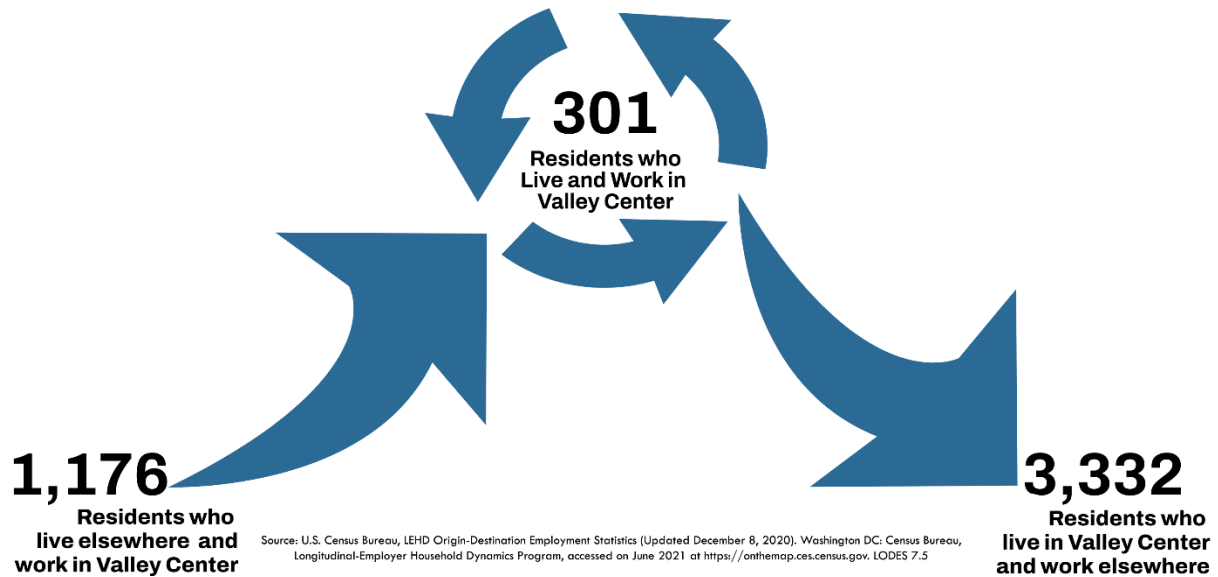 301
Residents who
Live and Work in
Valley Center
1,176
Residents who
live elsewhere and
work in Valley Center
Source: U.S. Census Bureau, LEHD Origin-Destination Employment Statistics (Updated December 8, 2020). Washington DC: Census Bureau,
Longitudinal-Employer Household Dynamics Program, accessed on June 2021 at https://onthemap.ces.census.gov. LODES 7.5
3,332
Residents who
live in Valley Center
and work elsewhere